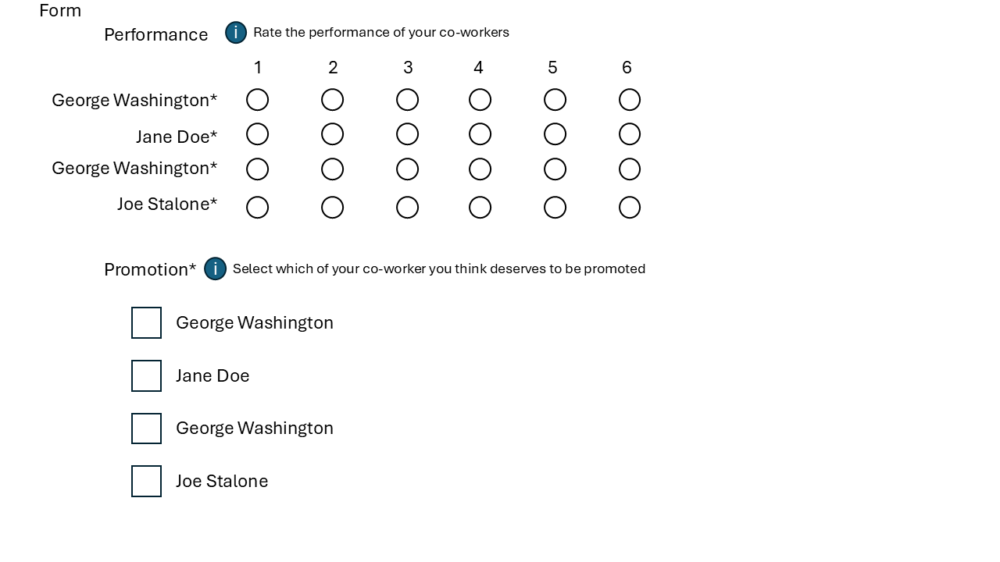 Form
Performance i Rate the performance of your co-workers
1 2 3 4 5 6
George Washington*
Jane Doe*
George Washington*
Joe Stalone*
Promotion* i Select which of your co-worker you think deserves to be promoted
George Washington
Jane Doe
George Washington
Joe Stalone